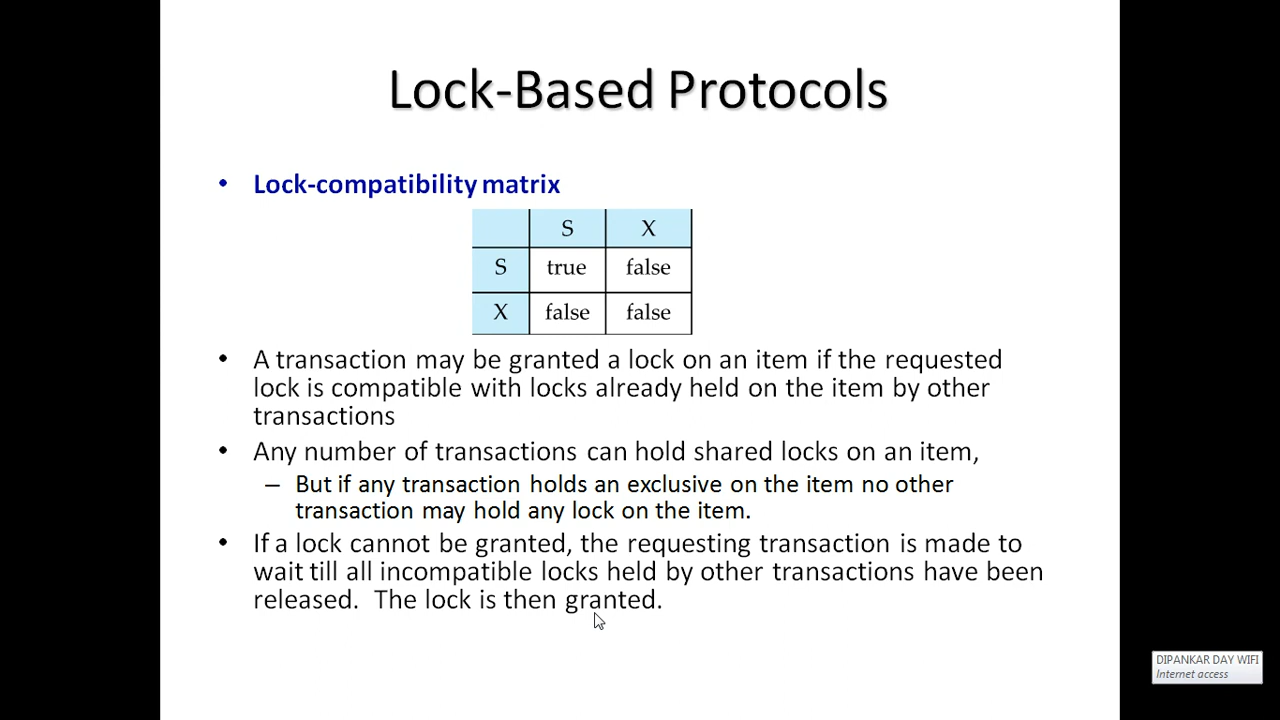 Lock-Based Protocols
• Lock-compatibility matrix
S X
S true false
X false false
• A transaction may be granted a lock on an item if the requested
lock is compatible with locks already held on the item by other
transactions
• Any number of transactions can hold shared locks on an item,
– But if any transaction holds an exclusive on the item no other
transaction may hold any lock on the item.
• If a lock cannot be granted, the requesting transaction is made to
wait till all incompatible locks held by other transactions have been
released. The lock is then granted.
DIPANKAR DAY WIFI
Internet access